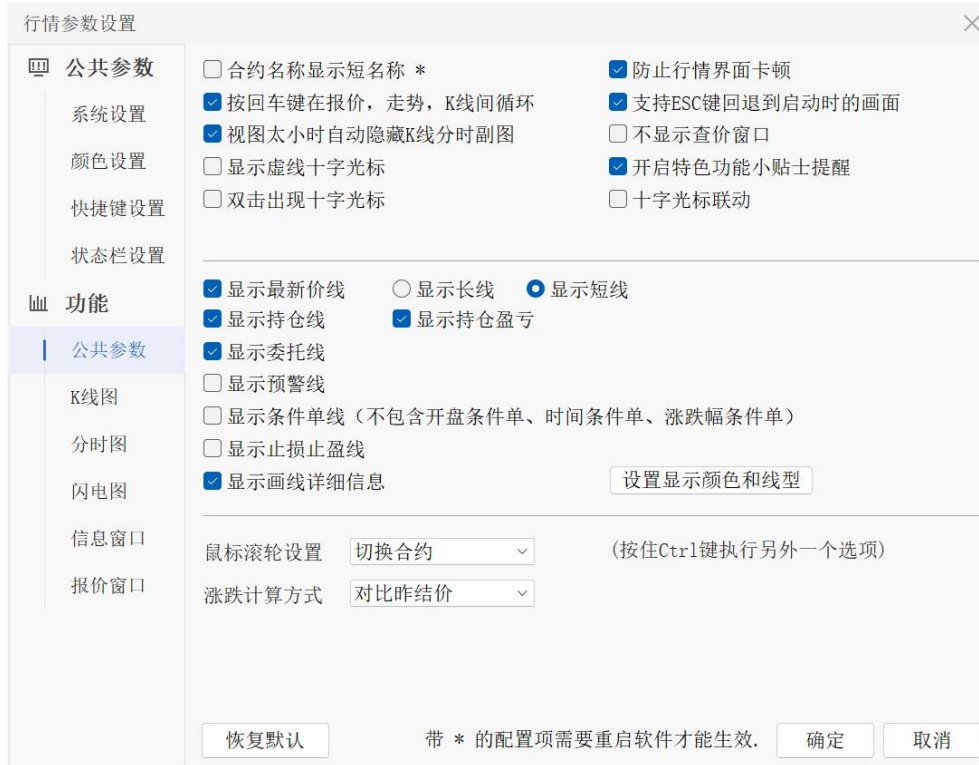 行情参数设置
公共参数
系统设置
颜色设置
快捷键设置
状态栏设置
功能
公共参数
K线图
分时图
闪电图
信息窗口
报价窗口
合约名称显示短名称 * 防止行情界面卡顿
按回车键在报价，走势，K线间循环 支持ESC键回退到启动时的画面
视图太小时自动隐藏K线分时副图 不显示查价窗口
显示虚线十字光标 开启特色功能小贴士提醒
双击出现十字光标 十字光标联动
显示最新价线 显示长线 显示短线
显示持仓线 显示持仓盈亏
显示委托线
显示预警线
显示条件单线（不包含开盘条件单、时间条件单、涨跌幅条件单）
显示止损止盈线
显示画线详细信息 设置显示颜色和线型
鼠标滚轮设置 切换合约 (按住Ctrl键执行另外一个选项)
涨跌计算方式 对比昨结价
恢复默认 带 * 的配置项需要重启软件才能生效. 确定 取消